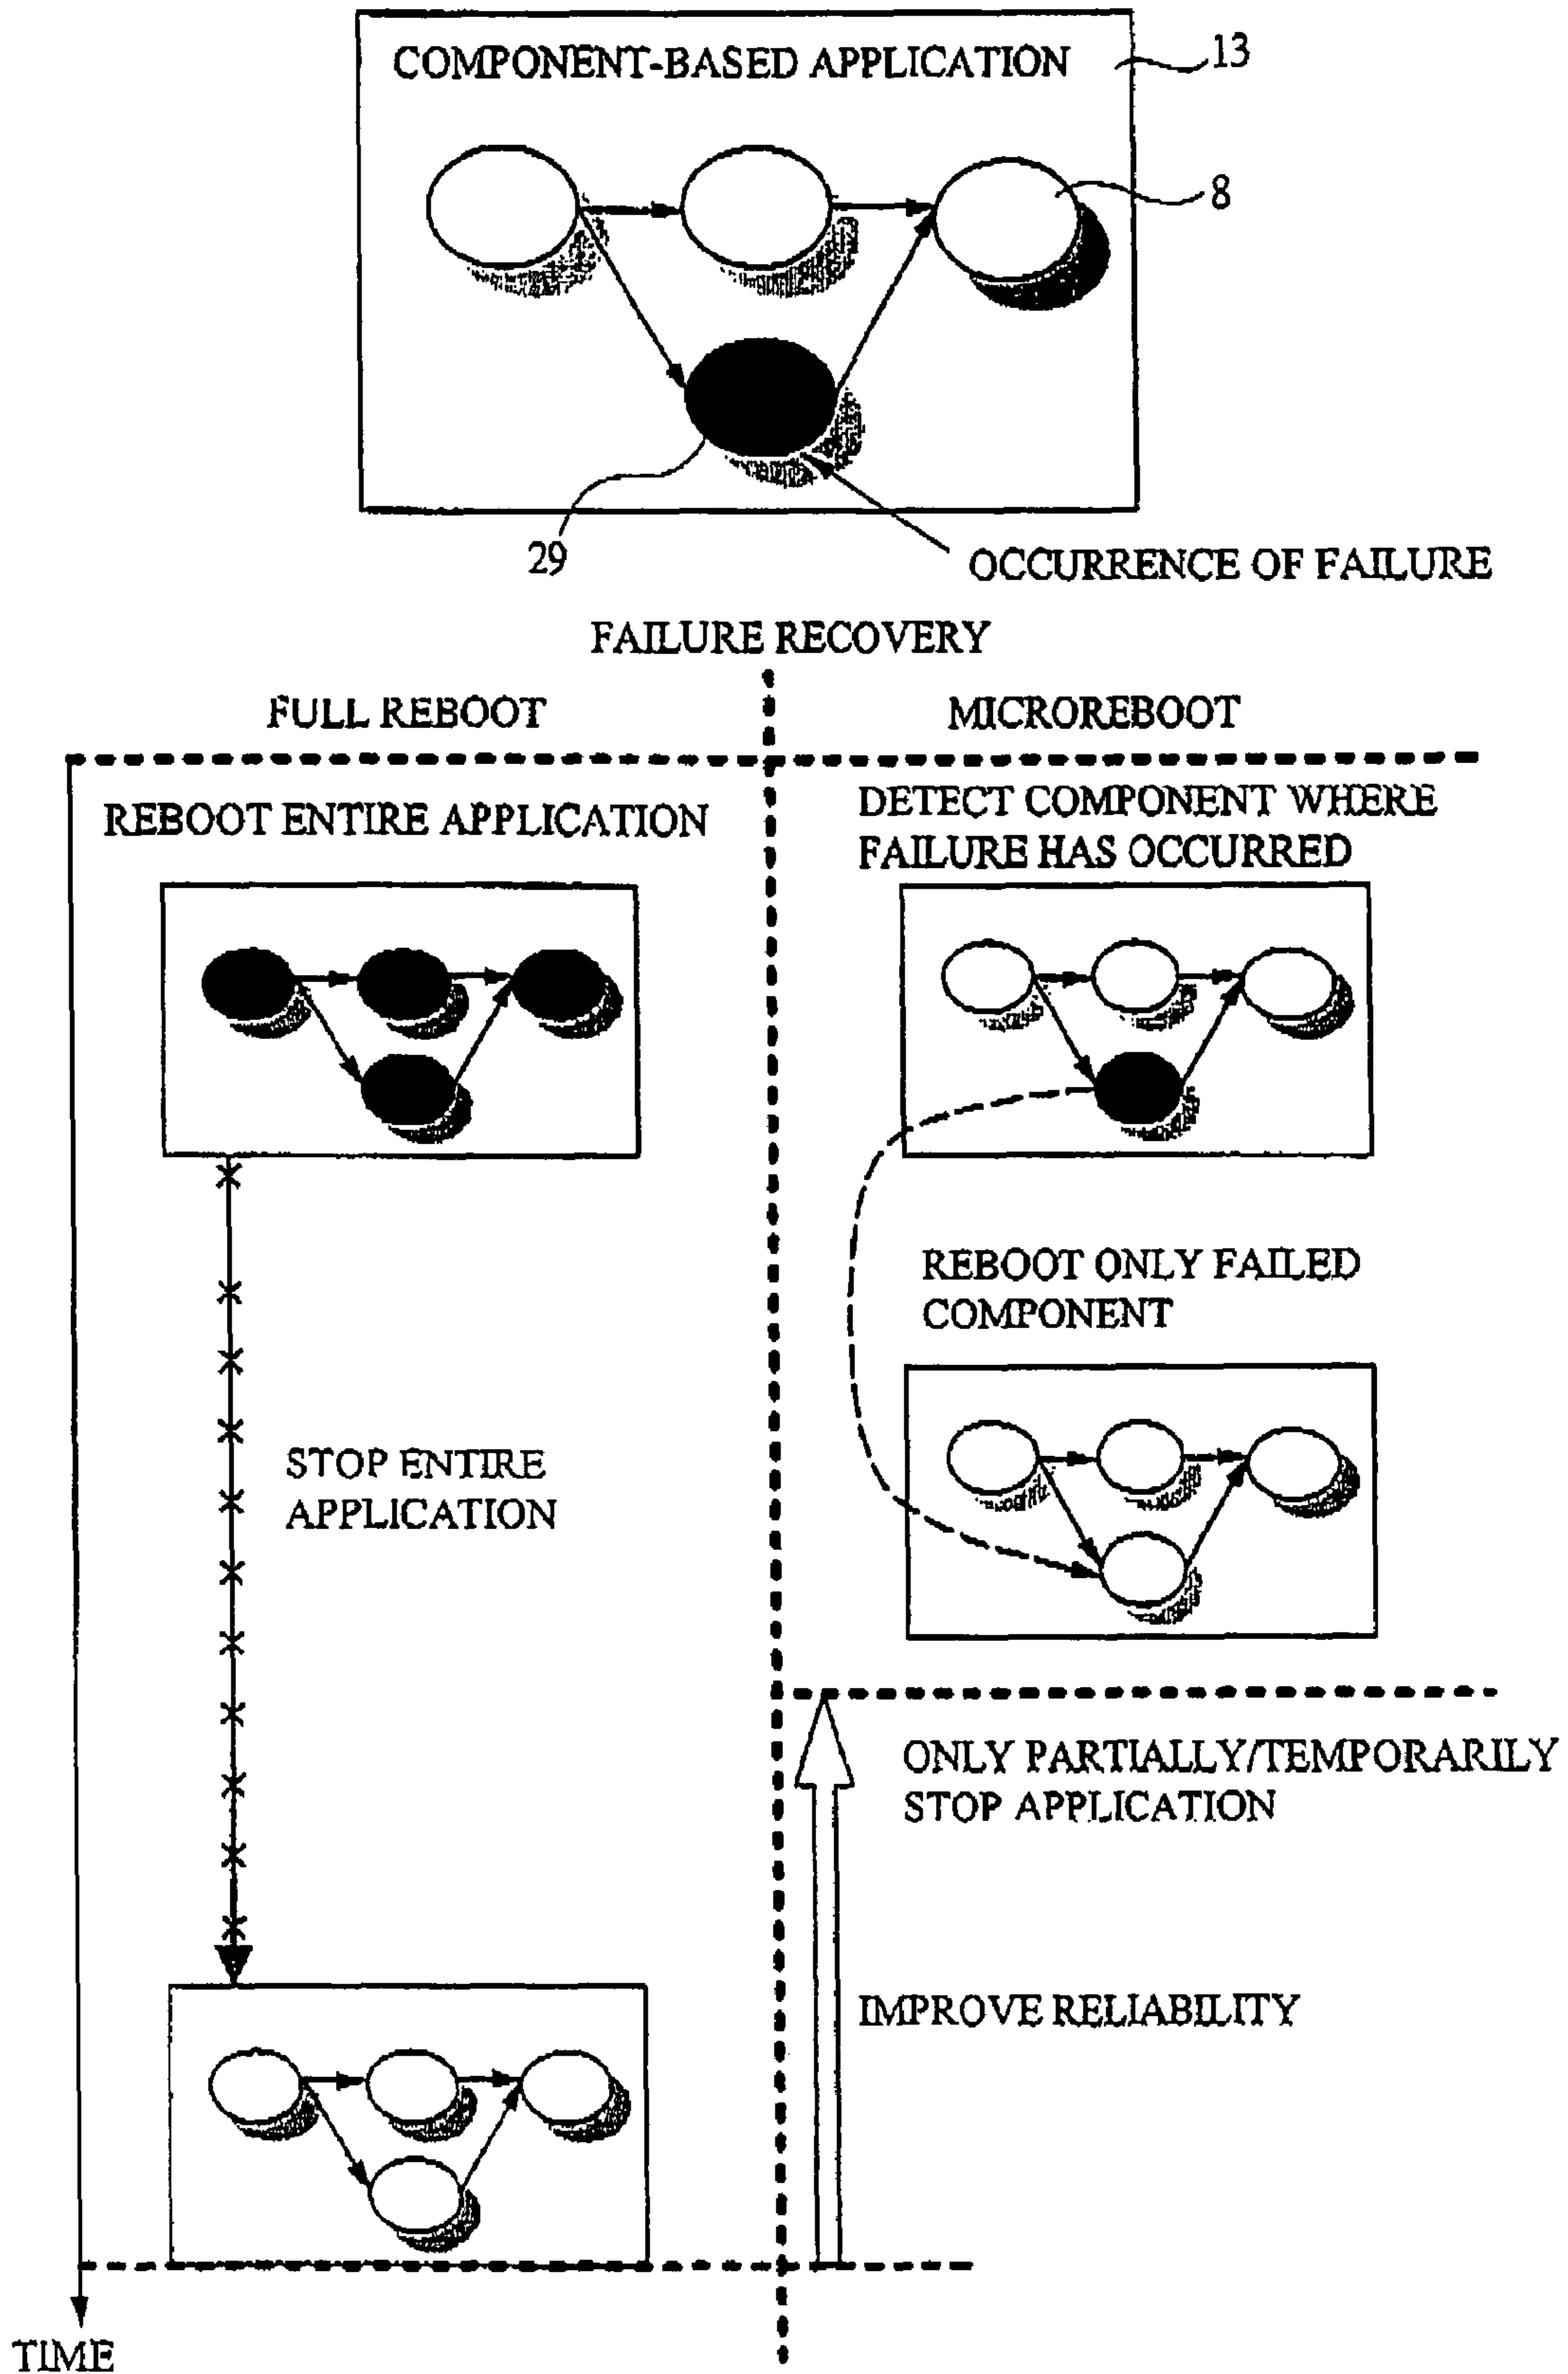 COMPONENT-BASED APPLICATION
13
8
29
OCCURRENCE OF FAILURE
FAILURE RECOVERY
FULL REBOOT
MICROREBOOT
REBOOT ENTIRE APPLICATION
DETECT COMPONENT WHERE
FAILURE HAS OCCURRED
REBOOT ONLY FAILED
COMPONENT
STOP ENTIRE
APPLICATION
ONLY PARTIALLY/TEMPORARILY
STOP APPLICATION
IMPROVE RELIABILITY
TIME